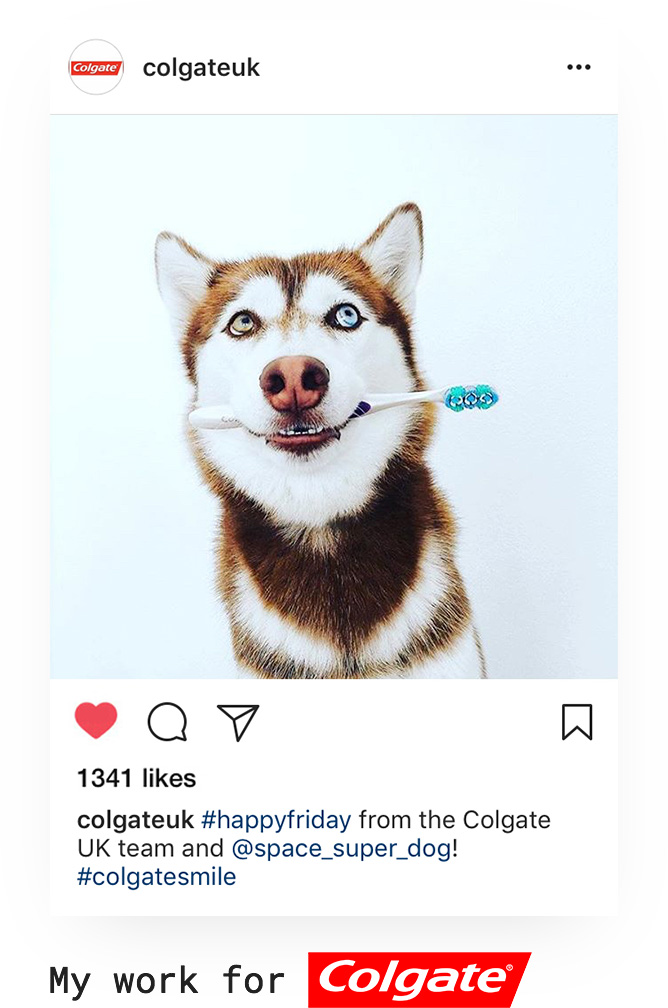 Colgate
colgateuk
1341 likes
colgateuk #happyfriday from the Colgate
UK team and @space_super_dog!
#colgatesmile
My work for Colgate®